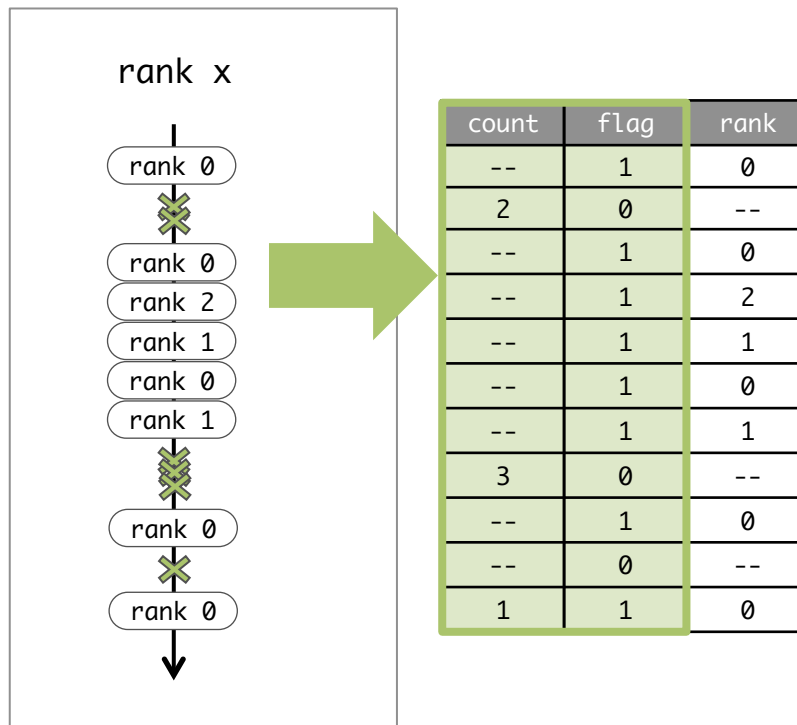 rank x
rank 0
rank 0
rank 2
rank 1
rank 0
rank 1
rank 0
rank 0
count flag rank
-- 1 0
2 0 --
-- 1 0
-- 1 2
-- 1 1
-- 1 0
-- 1 1
3 0 --
-- 1 0
-- 0 --
1 1 0